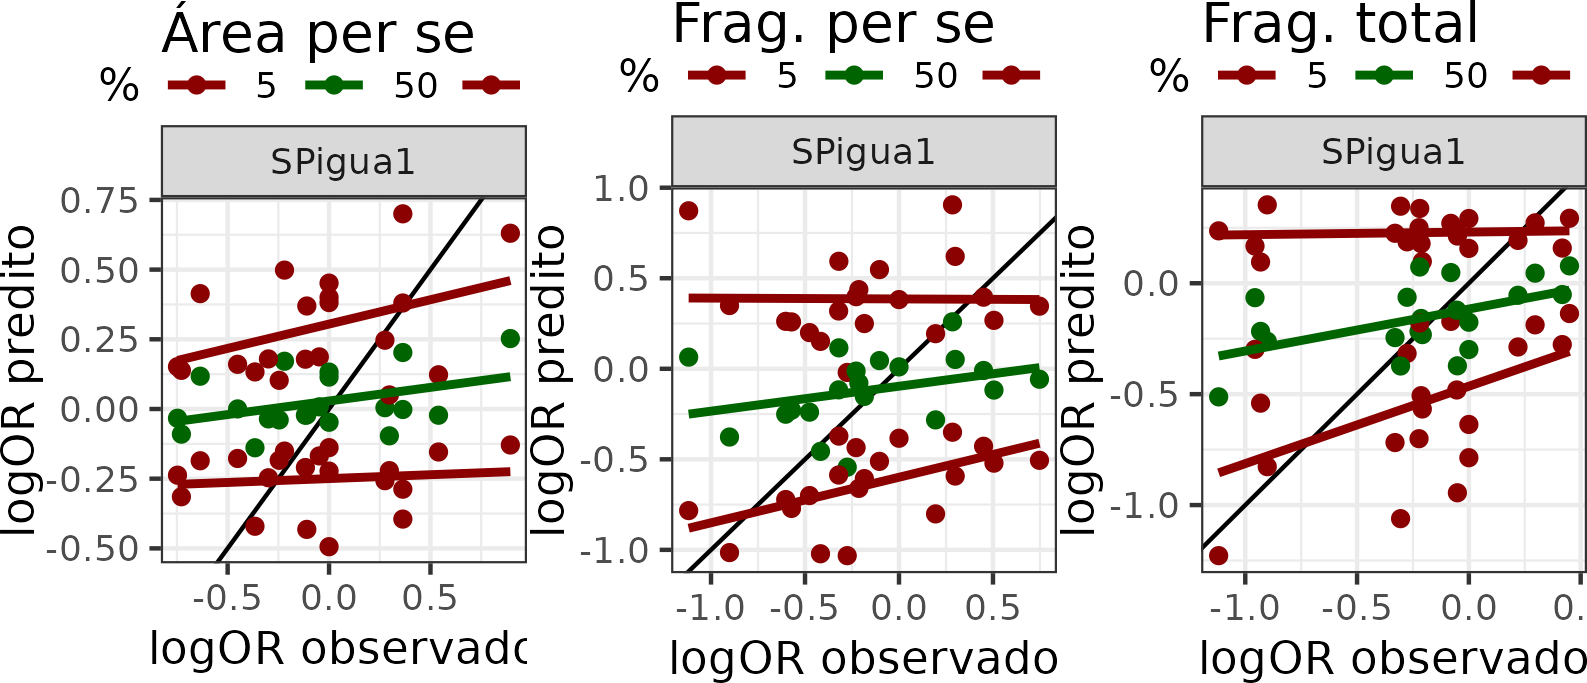 Área per se
% 5 50
SPigua1
0.75
0.50
0.25
0.00
-0.25
-0.50
logOR predito
-0.5 0.0 0.5
logOR observado
Frag. per se
% 5 50
SPigua1
1.0
0.5
0.0
-0.5
-1.0
logOR predito
-1.0 -0.5 0.0 0.5
logOR observado
Frag. total
% 5 50
SPigua1
0.0
-0.5
-1.0
logOR predito
-1.0 -0.5 0.0 0.
logOR observado